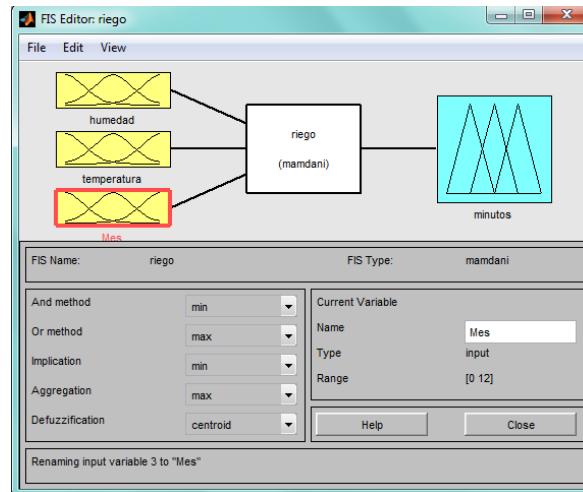 FIS Editor: riego
File Edit View
humedad
temperatura
Mes
riego
(mamdani)
minutos
FIS Name: riego FIS Type: mamdani
And method min
Or method max
Implication min
Aggregation max
Defuzzification centroid
Current Variable
Name Mes
Type input
Range [0 12]
Help Close
Renaming input variable 3 to "Mes"